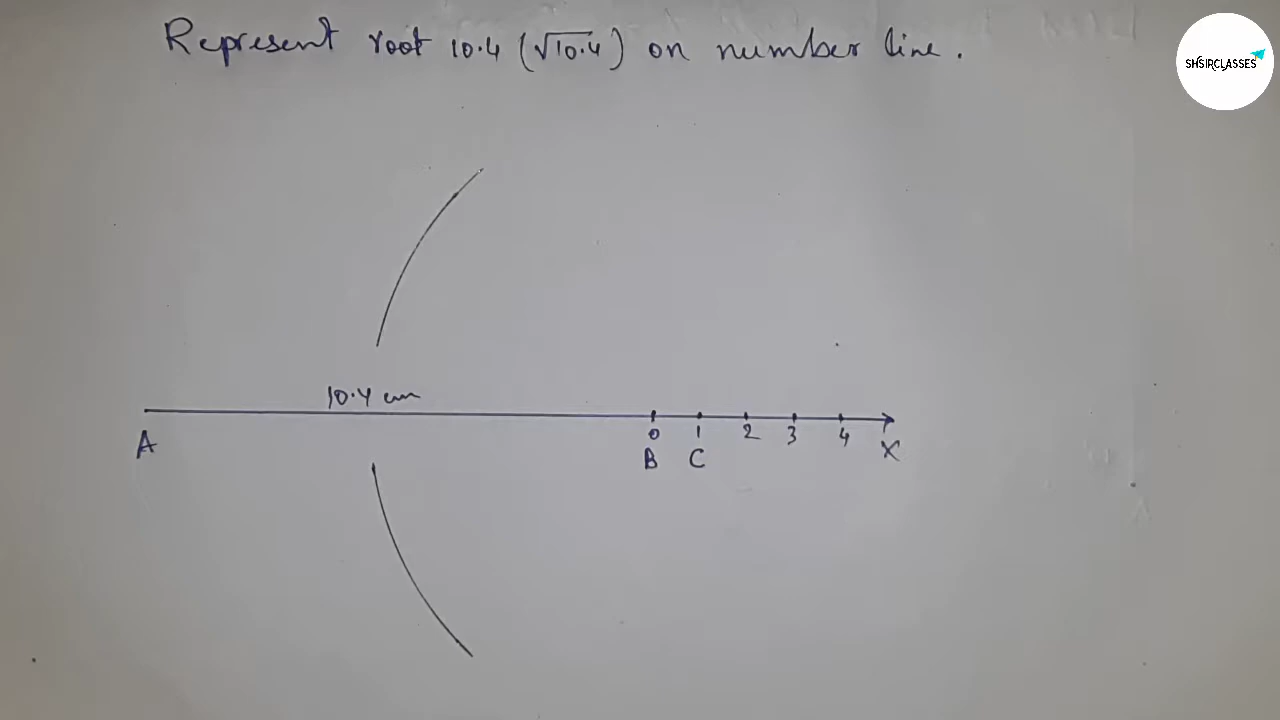 Represent root 10.4 (√10.4) on number line.
SHSIRCLASSES
10.4 cm
A
0 1 2 3 4 X
B C